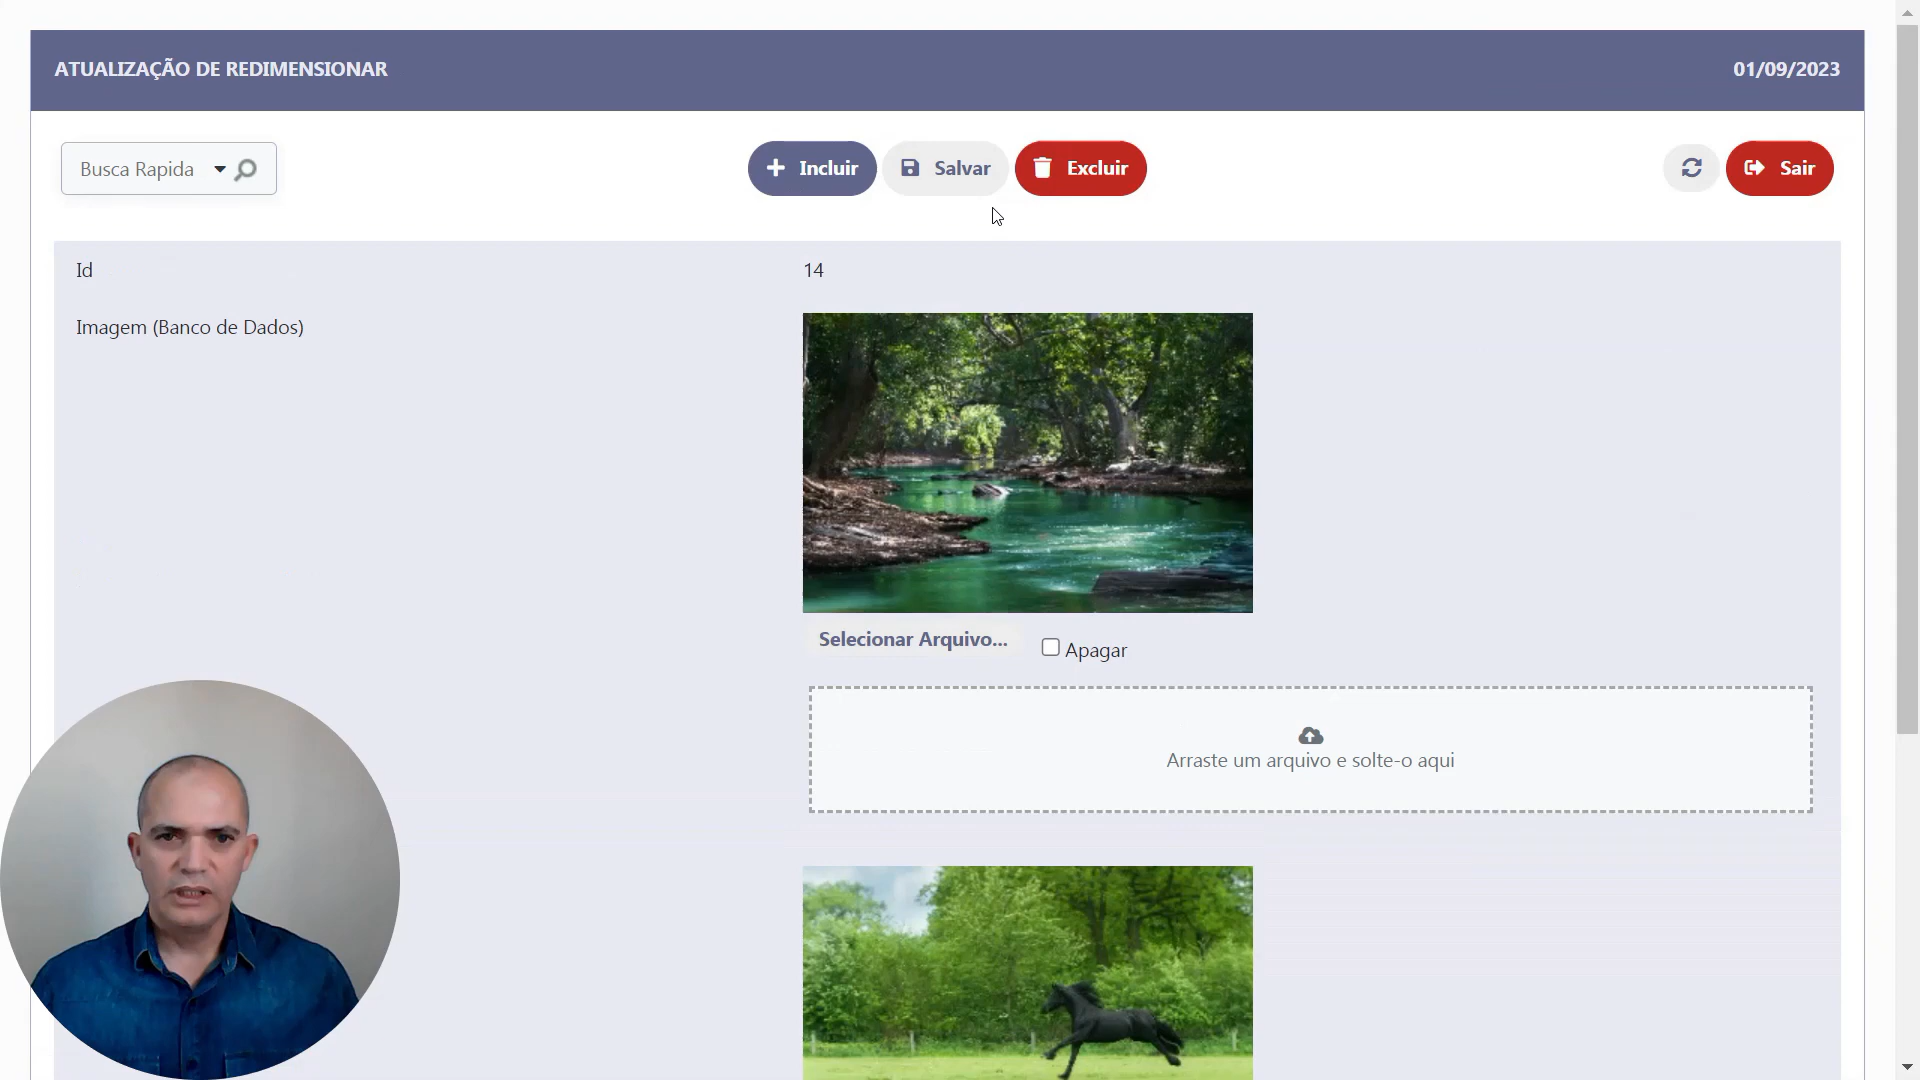 ATUALIZAÇÃO DE REDIMENSIONAR
01/09/2023
Busca Rapida
Incluir
Salvar
Excluir
Sair
Id
14
Imagem (Banco de Dados)
Selecionar Arquivo...
Apagar
Arraste um arquivo e solte-o aqui